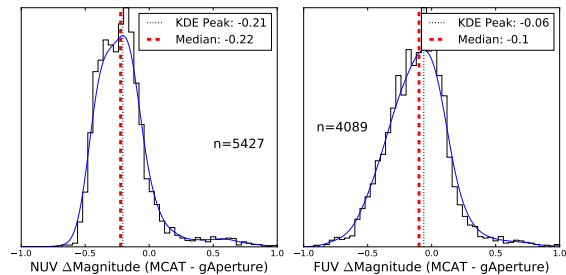 KDE Peak: -0.21
Median: -0.22
n=5427
−1.0 −0.5 0.0 0.5 1.0
NUV ΔMagnitude (MCAT - gAperture)
KDE Peak: -0.06
Median: -0.1
n=4089
−1.0 −0.5 0.0 0.5 1.0
FUV ΔMagnitude (MCAT - gAperture)